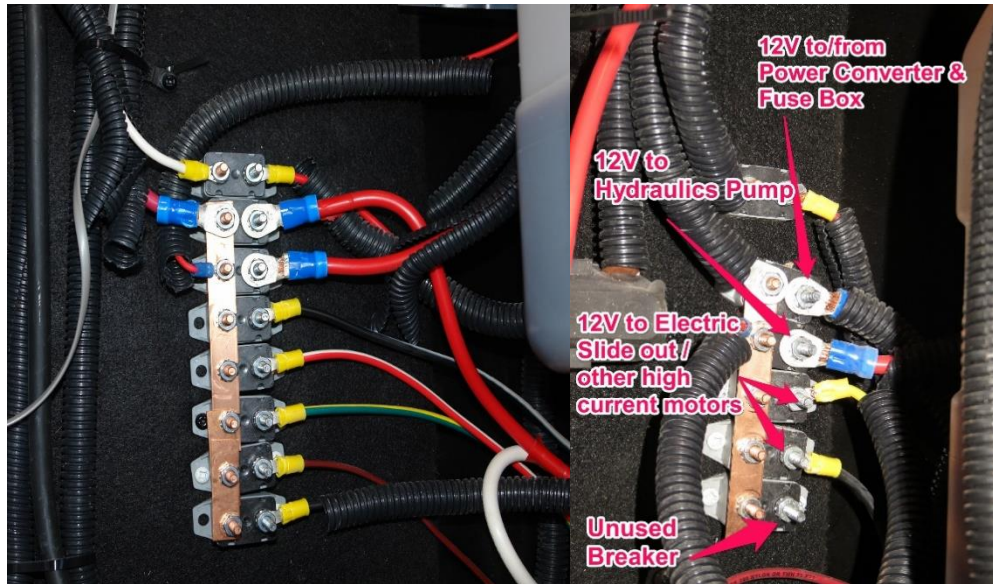 12V to/from
Power Converter &
Fuse Box
12V to
Hydraulics Pump
12V to Electric
Slide out /
other high
current motors
Unused
Breaker